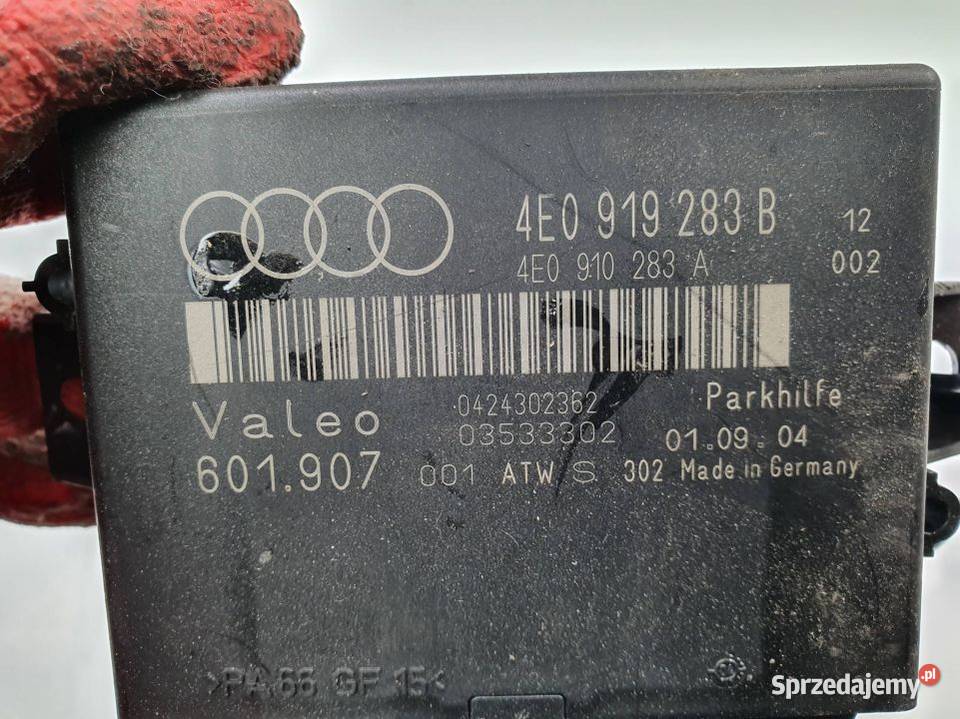 4E0 919 283 B 12
4E0 910 283 A 002
Valeo 0424302362 Parkhilfe
03533302 01.09.04
601.907 001 ATW S 302 Made in Germany
>PA 66 GF 15<
Sprzedajemy.pl